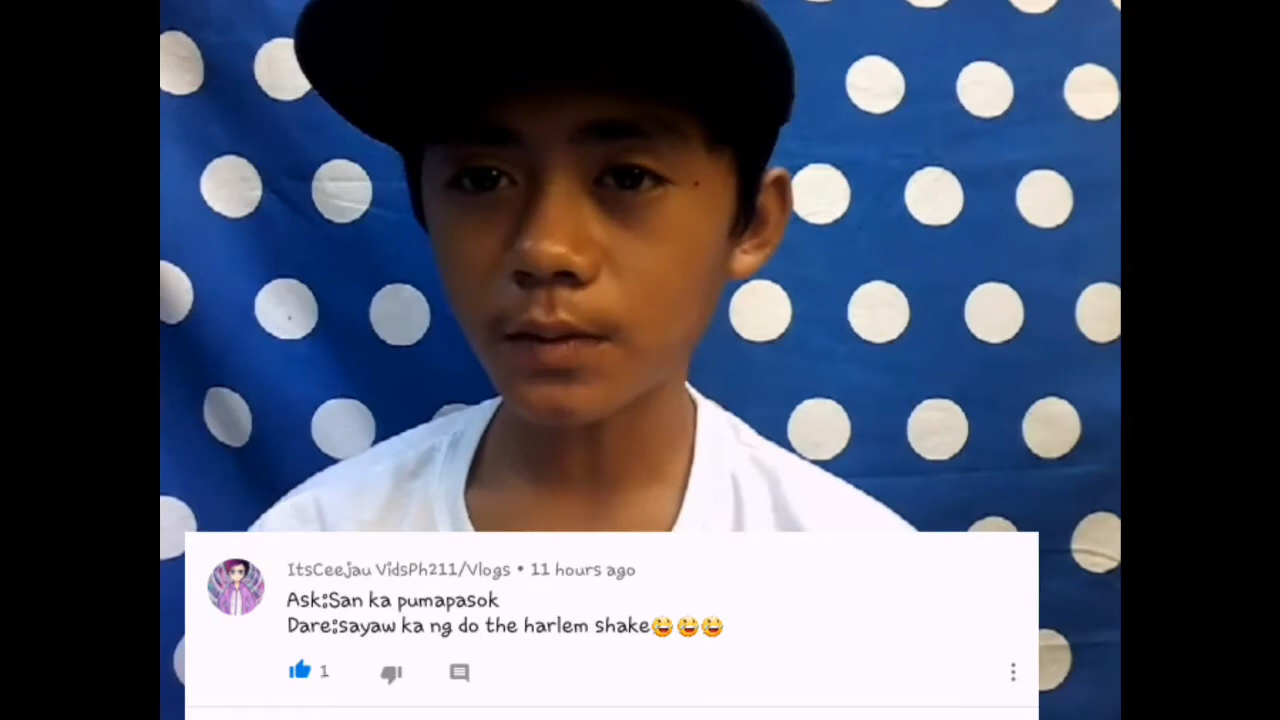 ItsCeejau VidsPh211/Vlogs • 11 hours ago
Ask:San ka pumapasok
Dare:sayaw ka ng do the harlem shake😂😂😂
1